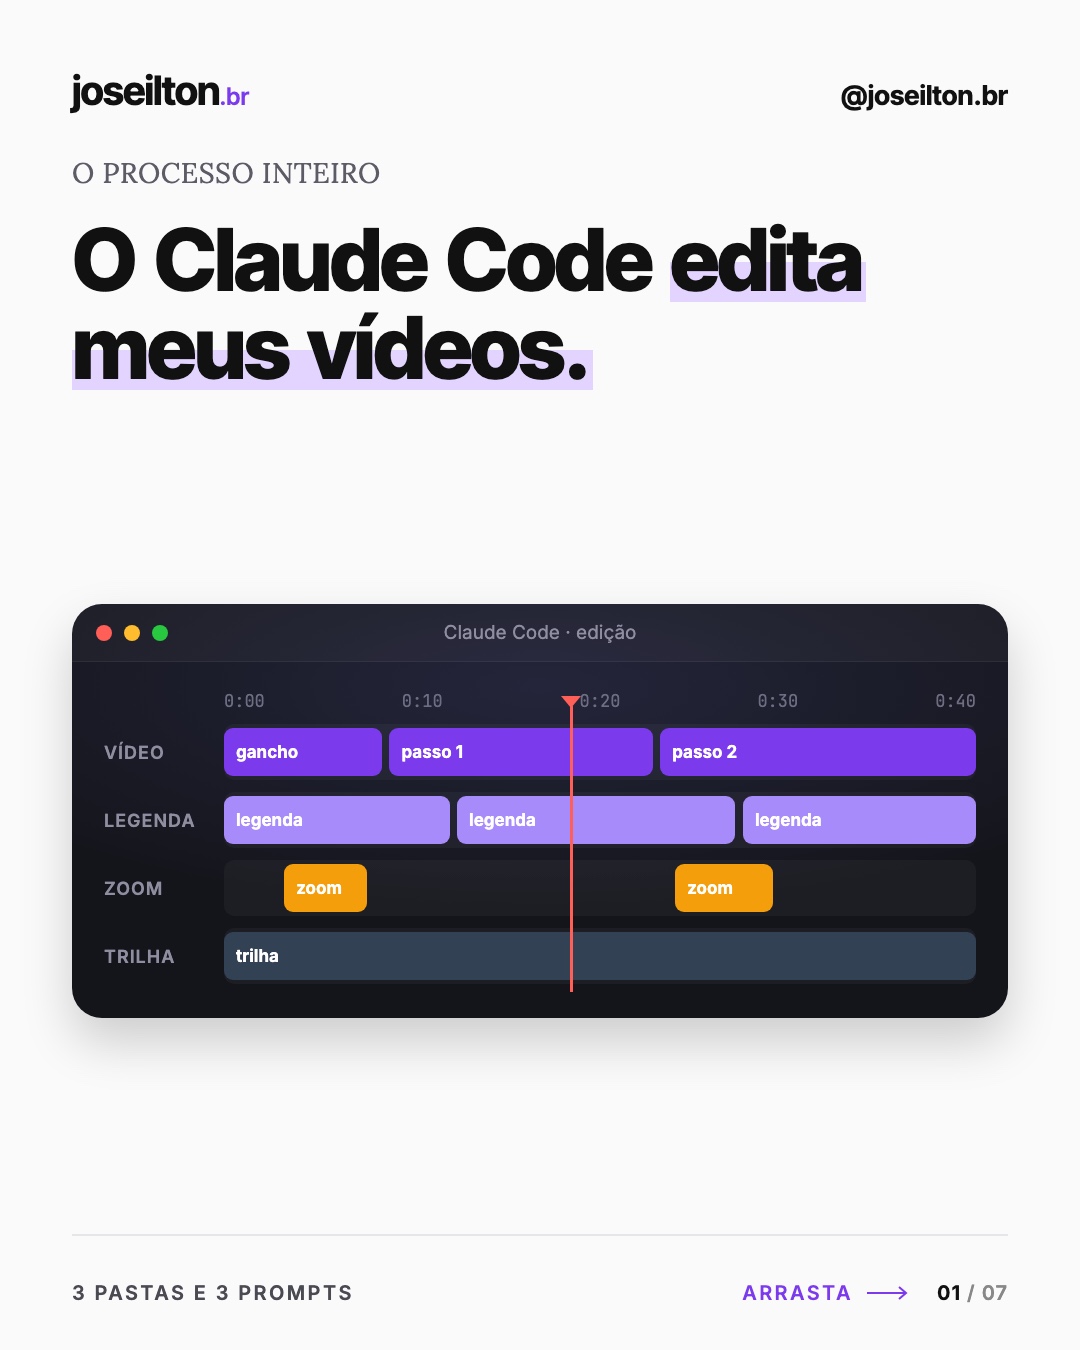 joseilton.br
@joseilton.br
O PROCESSO INTEIRO
O Claude Code edita
meus vídeos.
Claude Code · edição
0:00 0:10 0:20 0:30 0:40
VÍDEO gancho passo 1 passo 2
LEGENDA legenda legenda legenda
ZOOM zoom zoom
TRILHA trilha
3 PASTAS E 3 PROMPTS
ARRASTA → 01 / 07